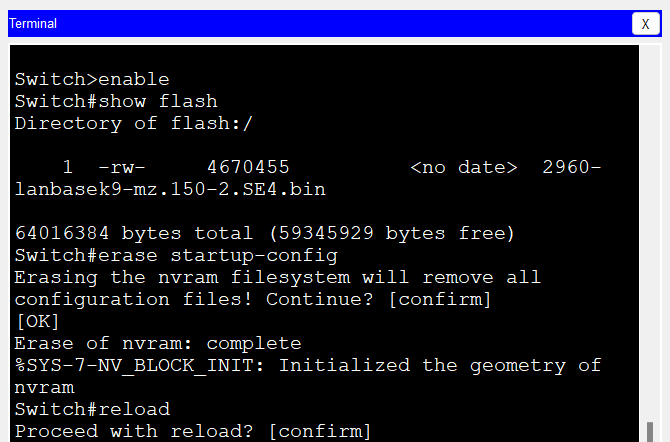 Terminal
X
Switch>enable
Switch#show flash
Directory of flash:/
1 -rw- 4670455 <no date> 2960-
lanbasek9-mz.150-2.SE4.bin
64016384 bytes total (59345929 bytes free)
Switch#erase startup-config
Erasing the nvram filesystem will remove all
configuration files! Continue? [confirm]
[OK]
Erase of nvram: complete
%SYS-7-NV_BLOCK_INIT: Initialized the geometry of
nvram
Switch#reload
Proceed with reload? [confirm]